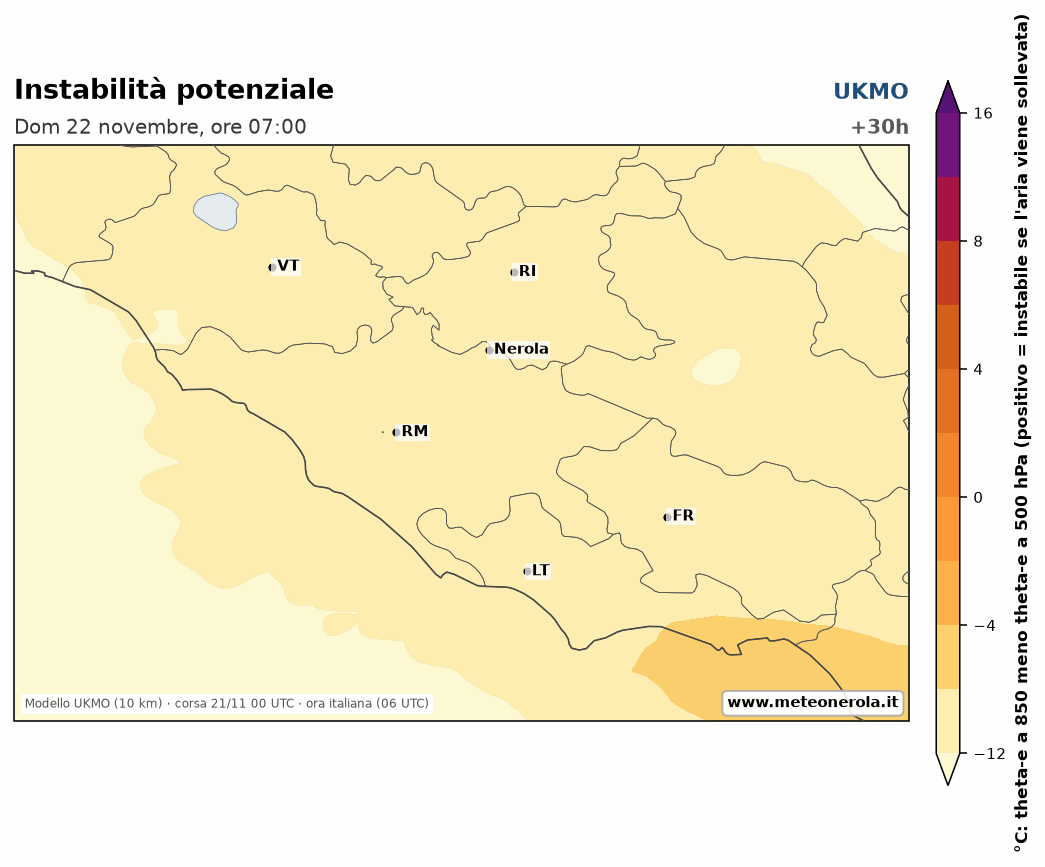 Instabilità potenziale
UKMO
Dom 22 novembre, ore 07:00
+30h
VT
RI
Nerola
RM
FR
LT
Modello UKMO (10 km) · corsa 21/11 00 UTC · ora italiana (06 UTC)
www.meteonerola.it
16
8
4
0
−4
−12
°C: theta-e a 850 meno theta-e a 500 hPa (positivo = instabile se l'aria viene sollevata)